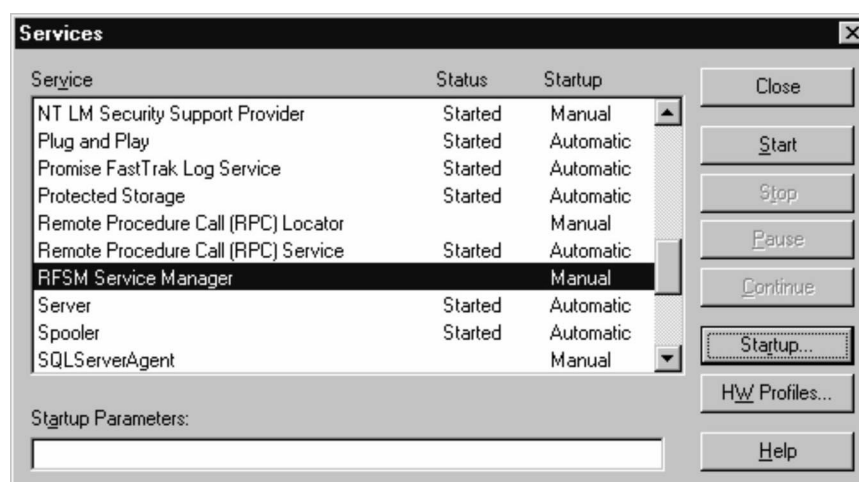 Services
Service Status Startup
NT LM Security Support Provider Started Manual
Plug and Play Started Automatic
Promise FastTrak Log Service Started Automatic
Protected Storage Started Automatic
Remote Procedure Call (RPC) Locator Manual
Remote Procedure Call (RPC) Service Started Automatic
RFSM Service Manager Manual
Server Started Automatic
Spooler Started Automatic
SQLServerAgent Manual
Startup Parameters:
Close
Start
Stop
Pause
Continue
Startup...
HW Profiles...
Help